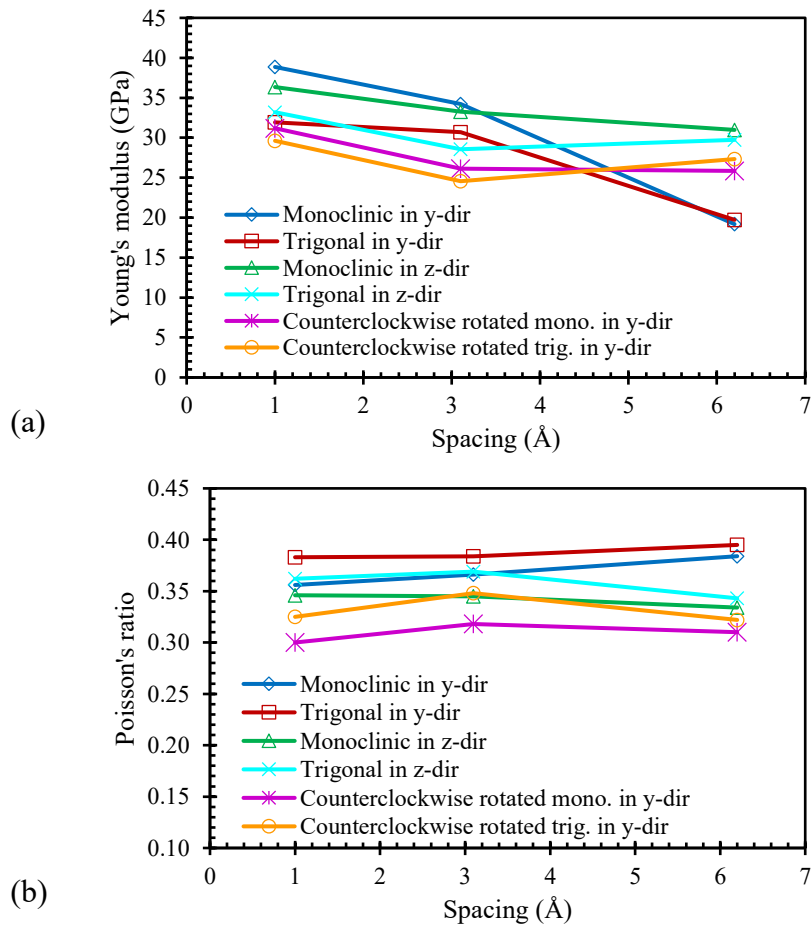 Young's modulus (GPa)
45
40
35
30
25
20
15
10
5
0
Monoclinic in y-dir
Trigonal in y-dir
Monoclinic in z-dir
Trigonal in z-dir
Counterclockwise rotated mono. in y-dir
Counterclockwise rotated trig. in y-dir
0 1 2 3 4 5 6 7
Spacing (Å)
(a)
Poisson's ratio
0.45
0.40
0.35
0.30
0.25
0.20
0.15
0.10
Monoclinic in y-dir
Trigonal in y-dir
Monoclinic in z-dir
Trigonal in z-dir
Counterclockwise rotated mono. in y-dir
Counterclockwise rotated trig. in y-dir
0 1 2 3 4 5 6 7
Spacing (Å)
(b)